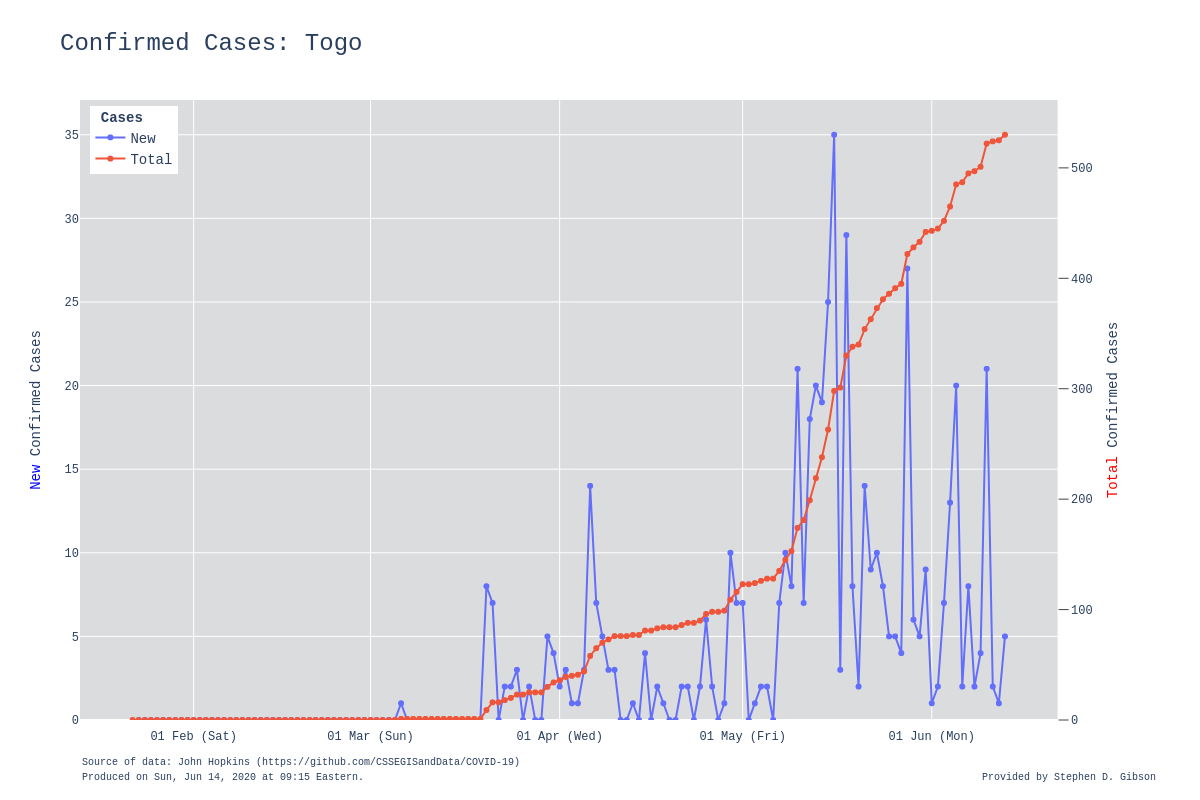 Confirmed Cases: Togo
Cases
New
Total
35
30
25
20
15
10
5
0
500
400
300
200
100
0
New Confirmed Cases
Total Confirmed Cases
01 Feb (Sat)
01 Mar (Sun)
01 Apr (Wed)
01 May (Fri)
01 Jun (Mon)
Source of data: John Hopkins (https://github.com/CSSEGISandData/COVID-19)
Produced on Sun, Jun 14, 2020 at 09:15 Eastern.
Provided by Stephen D. Gibson